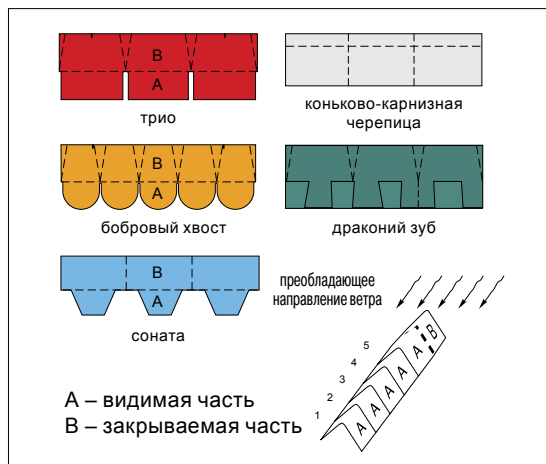 B
A
трио
коньково-карнизная
черепица
B
A
бобровый хвост
драконий зуб
B
A
соната
преобладающее
направление ветра
5
4
3
2
1
A
A
A
A
A
B
A – видимая часть
B – закрываемая часть